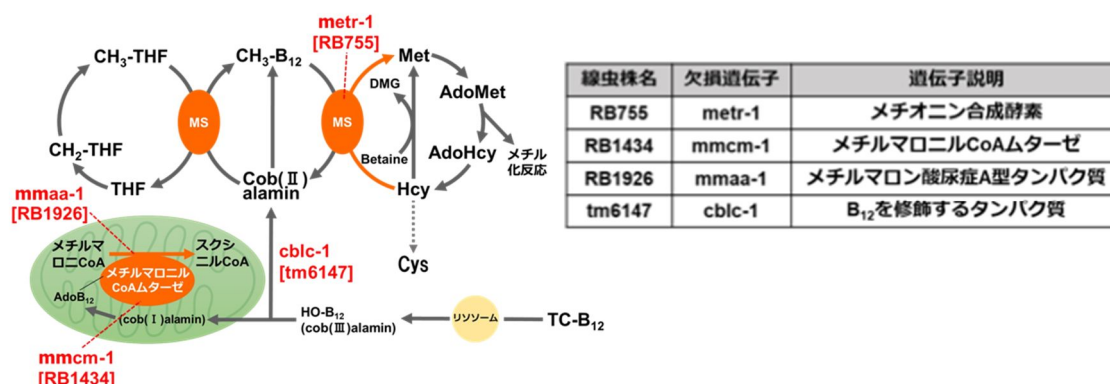 metr-1
[RB755]
CH₃-THF
CH₃-B₁₂
Met
DMG
AdoMet
MS
MS
CH₂-THF
Betaine
AdoHcy
メチル
化反応
THF
Cob(Ⅱ)
alamin
Hcy
mmaa-1
[RB1926]
cblc-1
[tm6147]
Cys
メチルマ
ロニCoA
スクシ
ニルCoA
メチルマロニル
CoAムターゼ
AdoB₁₂
(cob(Ⅰ)alamin)
HO-B₁₂
(cob(Ⅲ)alamin)
リソソーム
TC-B₁₂
mmcm-1
[RB1434]
線虫株名 欠損遺伝子 遺伝子説明
RB755 metr-1 メチオニン合成酵素
RB1434 mmcm-1 メチルマロニルCoAムターゼ
RB1926 mmaa-1 メチルマロン酸尿症A型タンパク質
tm6147 cblc-1 B₁₂を修飾するタンパク質